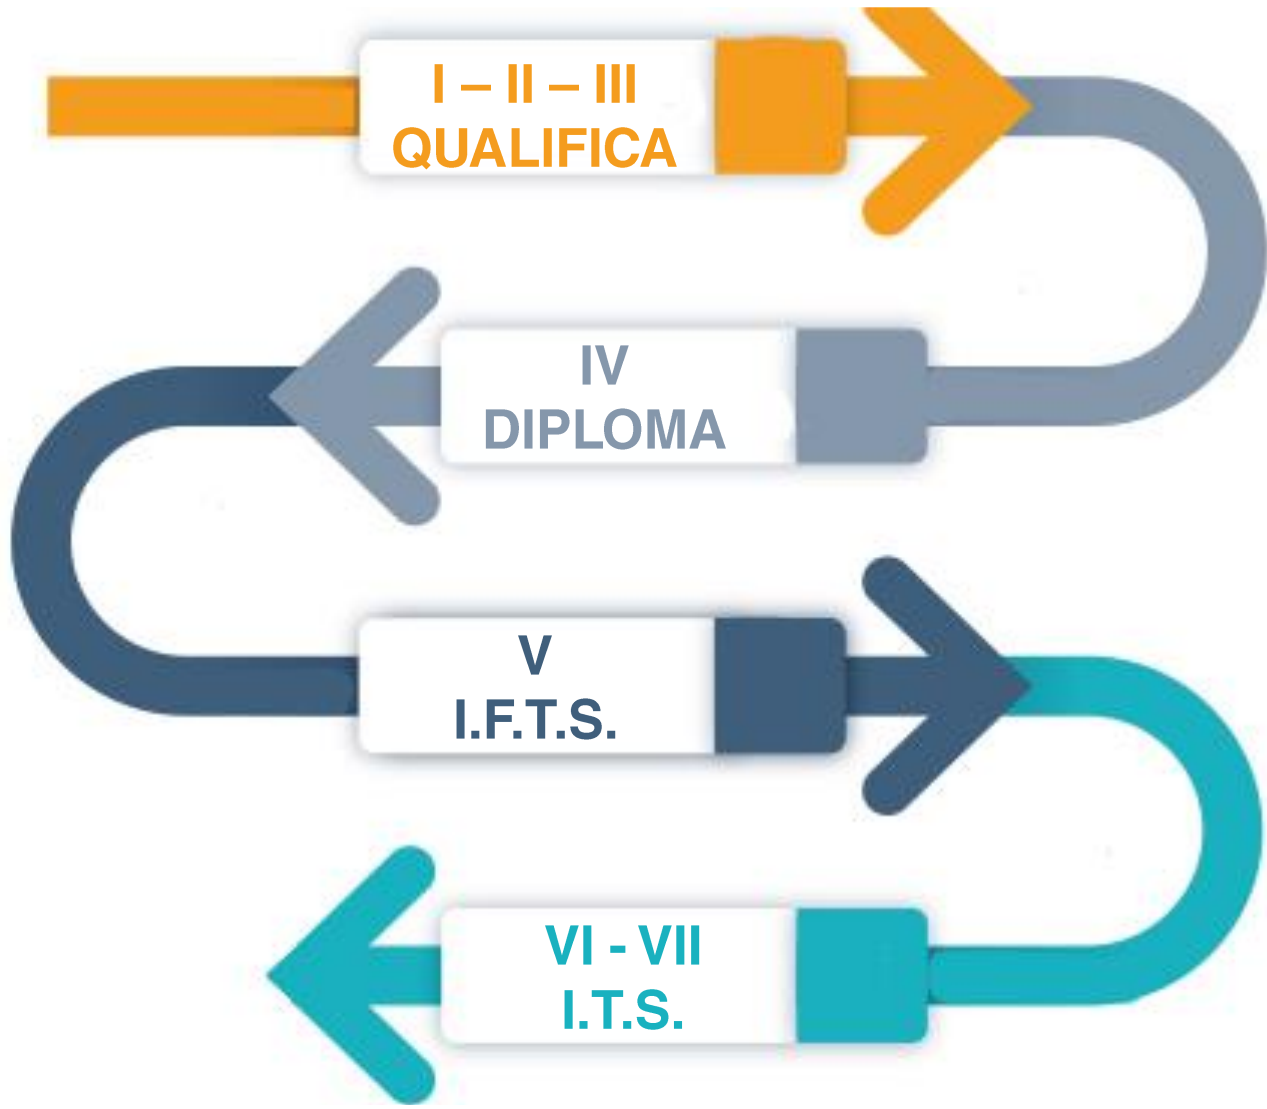 I – II – III
QUALIFICA
IV
DIPLOMA
V
I.F.T.S.
VI - VII
I.T.S.